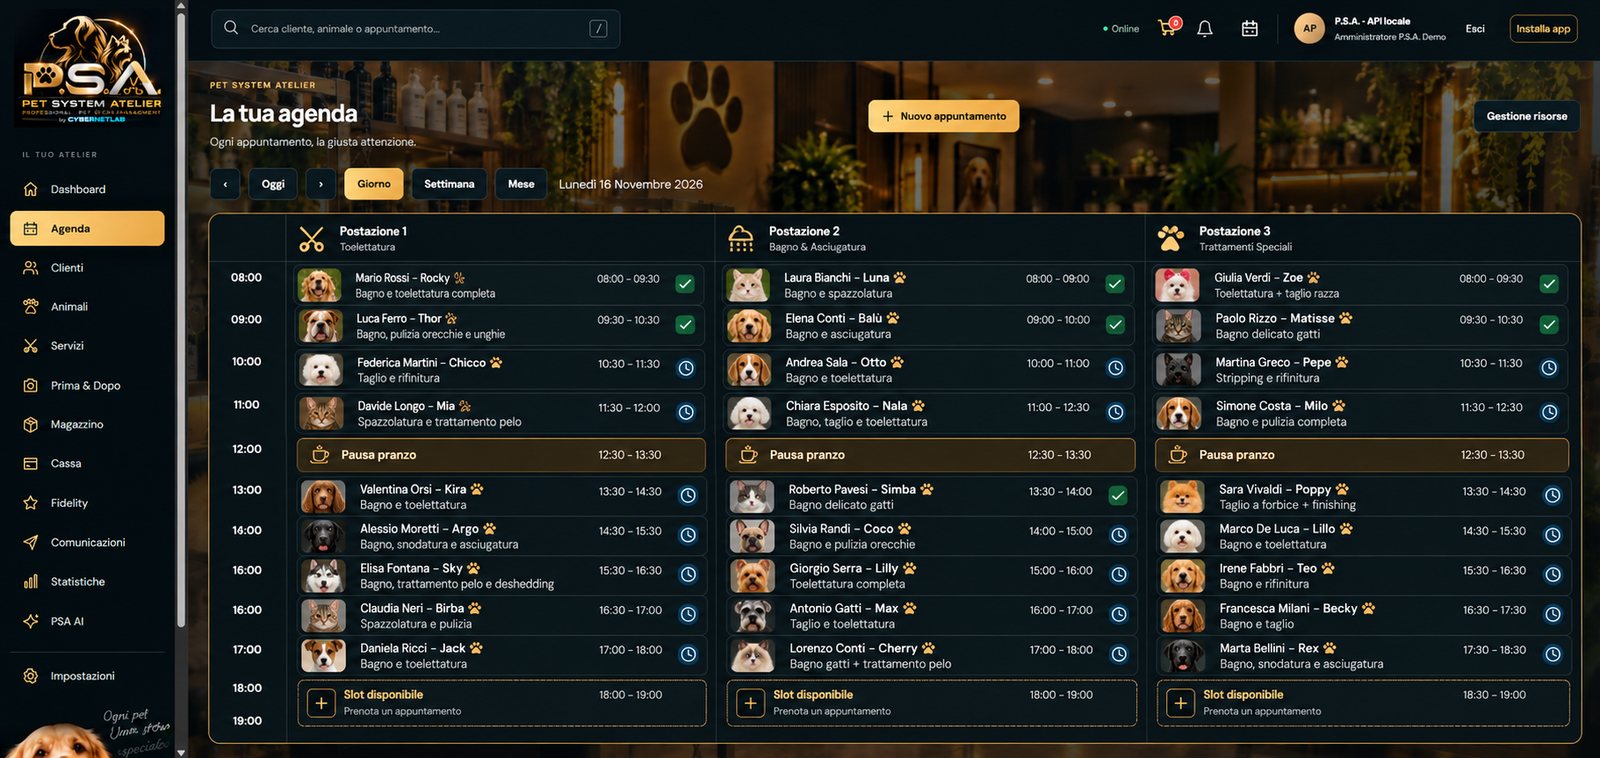 P.S.A
PET SYSTEM ATELIER
by CYBERNETLAB
IL TUO ATELIER
Dashboard
Agenda
Clienti
Animali
Servizi
Prima & Dopo
Magazzino
Cassa
Fidelity
Comunicazioni
Statistiche
PSA AI
Impostazioni
Ogni pet
Cerca cliente, animale o appuntamento...
/
Online
0
AP
P.S.A. - API locale
Amministratore P.S.A. Demo
Esci
Installa app
PET SYSTEM ATELIER
La tua agenda
Ogni appuntamento, la giusta attenzione.
+ Nuovo appuntamento
Gestione risorse
‹
Oggi
›
Giorno
Settimana
Mese
Lunedì 16 Novembre 2026
Postazione 1
Toelettatura
Postazione 2
Bagno & Asciugatura
Postazione 3
Trattamenti Speciali
08:00
Mario Rossi – Rocky 08:00 – 09:30
Bagno e toelettatura completa
Laura Bianchi – Luna 08:00 – 09:00
Bagno e spazzolatura
Giulia Verdi – Zoe 08:00 – 09:30
Toelettatura + taglio razza
09:00
Luca Ferro – Thor 09:30 – 10:30
Bagno, pulizia orecchie e unghie
Elena Conti – Balù 09:00 – 10:00
Bagno e asciugatura
Paolo Rizzo – Matisse 09:30 – 10:30
Bagno delicato gatti
10:00
Federica Martini – Chicco 10:30 – 11:30
Taglio e rifinitura
Andrea Sala – Otto 10:00 – 11:00
Bagno e toelettatura
Martina Greco – Pepe 10:30 – 11:30
Stripping e rifinitura
11:00
Davide Longo – Mia 11:30 – 12:00
Spazzolatura e trattamento pelo
Chiara Esposito – Nala 11:00 – 12:30
Bagno, taglio e toelettatura
Simone Costa – Milo 11:30 – 12:30
Bagno e pulizia completa
12:00
Pausa pranzo 12:30 – 13:30
Pausa pranzo 12:30 – 13:30
Pausa pranzo 12:30 – 13:30
13:00
Valentina Orsi – Kira 13:30 – 14:30
Bagno e toelettatura
Roberto Pavesi – Simba 13:30 – 14:00
Bagno delicato gatti
Sara Vivaldi – Poppy 13:30 – 14:30
Taglio a forbice + finishing
14:00
Alessio Moretti – Argo 14:30 – 15:30
Bagno, snodatura e asciugatura
Silvia Randi – Coco 14:00 – 15:00
Bagno e pulizia orecchie
Marco De Luca – Lillo 14:30 – 15:30
Bagno e toelettatura
16:00
Elisa Fontana – Sky 15:30 – 16:30
Bagno, trattamento pelo e deshedding
Giorgio Serra – Lilly 15:00 – 16:00
Toelettatura completa
Irene Fabbri – Teo 15:30 – 16:30
Bagno e rifinitura
16:00
Claudia Neri – Birba 16:30 – 17:00
Spazzolatura e pulizia
Antonio Gatti – Max 16:00 – 17:00
Taglio e toelettatura
Francesca Milani – Becky 16:30 – 17:30
Bagno e taglio
17:00
Daniela Ricci – Jack 17:00 – 18:00
Bagno e toelettatura
Lorenzo Conti – Cherry 17:00 – 18:00
Bagno gatti + trattamento pelo
Marta Bellini – Rex 17:30 – 18:30
Bagno, snodatura e asciugatura
18:00
Slot disponibile 18:00 – 19:00
Prenota un appuntamento
Slot disponibile 18:00 – 19:00
Prenota un appuntamento
Slot disponibile 18:30 – 19:00
Prenota un appuntamento
19:00